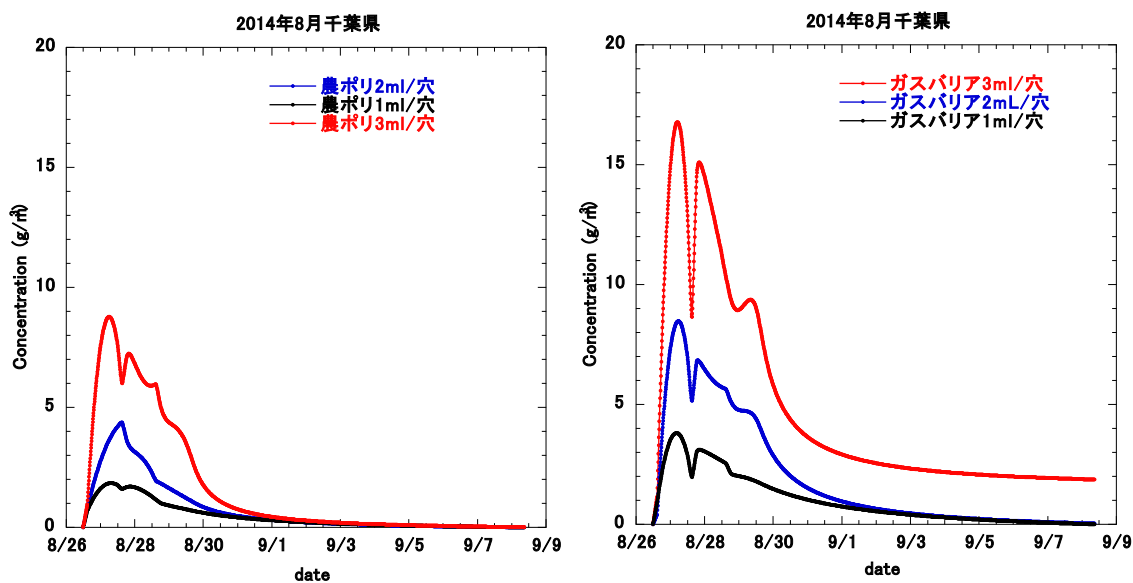 2014年8月千葉県
20
15
10
5
0
Concentration (g/m³)
農ポリ2ml/穴
農ポリ1ml/穴
農ポリ3ml/穴
8/26 8/28 8/30 9/1 9/3 9/5 9/7 9/9
date
2014年8月千葉県
20
15
10
5
0
Concentration (g/m³)
ガスバリア3ml/穴
ガスバリア2mL/穴
ガスバリア1ml/穴
8/26 8/28 8/30 9/1 9/3 9/5 9/7 9/9
date